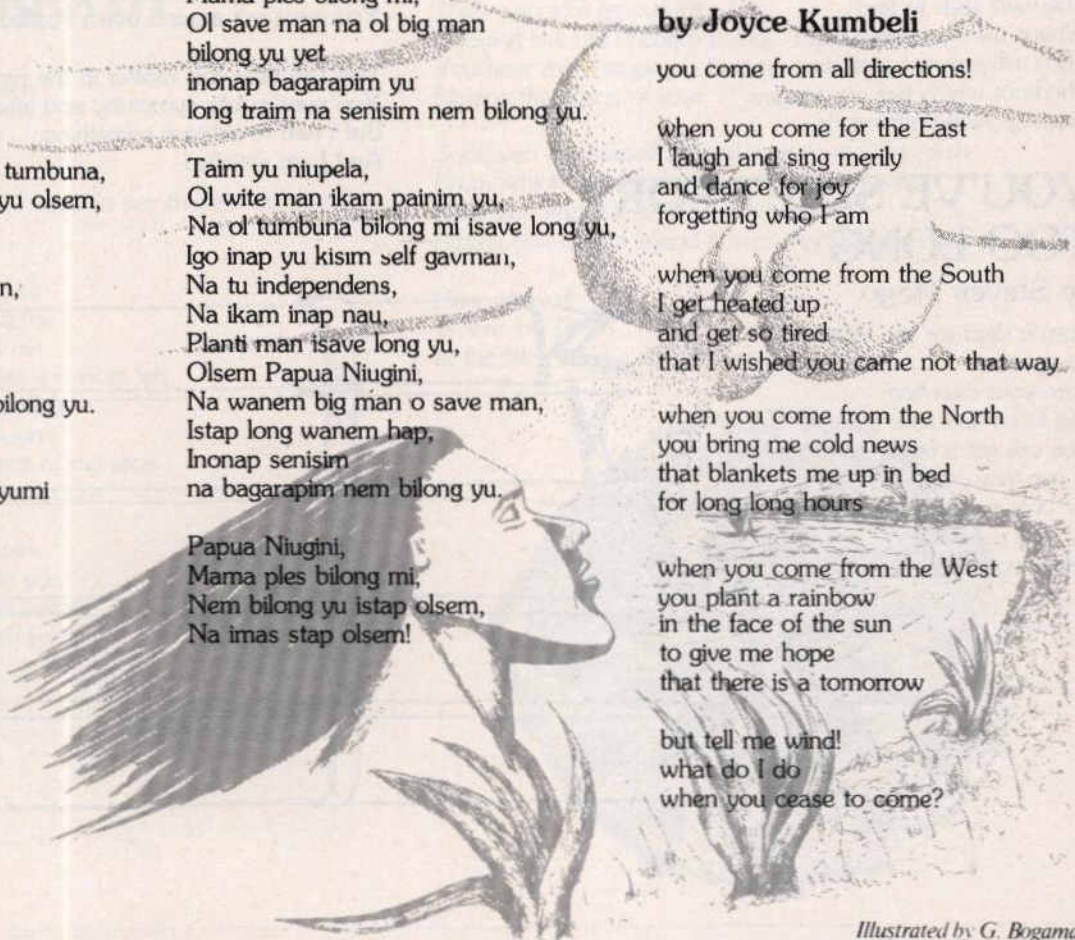 tumbuna,
yu olsem,
bilong yu.
yumi
Mama ples bilong mi,
Ol save man na ol big man
bilong yu yet
inonap bagarapim yu
long traim na senisim nem bilong yu.
Taim yu niupela,
Ol wite man ikam painim yu,
Na ol tumbuna bilong mi isave long yu,
Igo inap yu kisim self gavman,
Na tu independens,
Na ikam inap nau,
Planti man isave long yu,
Olsem Papua Niugini,
Na wanem big man o save man,
Istap long wanem hap,
Inonap senisim
na bagarapim nem bilong yu.
Papua Niugini,
Mama ples bilong mi,
Nem bilong yu istap olsem,
Na imas stap olsem!
by Joyce Kumbeli
you come from all directions!
when you come for the East
I laugh and sing merily
and dance for joy
forgetting who I am
when you come from the South
I get heated up
and get so tired
that I wished you came not that way
when you come from the North
you bring me cold news
that blankets me up in bed
for long long hours
when you come from the West
you plant a rainbow
in the face of the sun
to give me hope
that there is a tomorrow
but tell me wind!
what do I do
when you cease to come?
Illustrated by G. Bogama